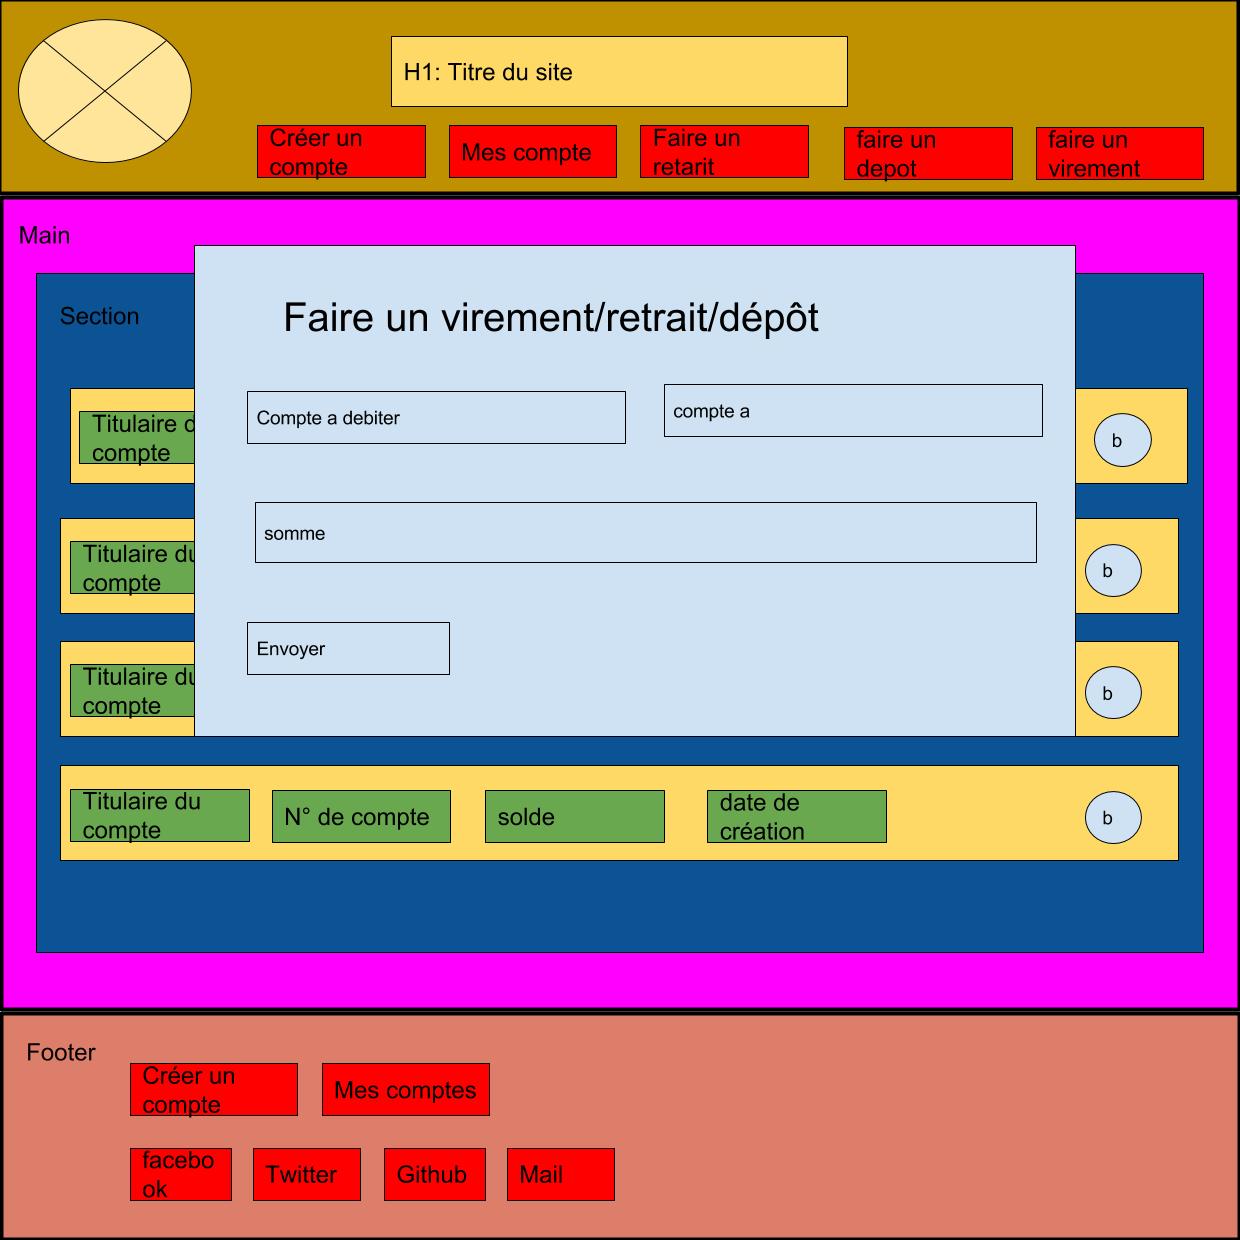 H1: Titre du site
Créer un
compte
Mes compte
Faire un
retarit
faire un
depot
faire un
virement
Main
Section
Faire un virement/retrait/dépôt
Titulaire d
compte
Compte a debiter
compte a
b
somme
Titulaire du
compte
b
Envoyer
Titulaire du
compte
b
Titulaire du
compte
N° de compte
solde
date de
création
b
Footer
Créer un
compte
Mes comptes
facebo
ok
Twitter
Github
Mail